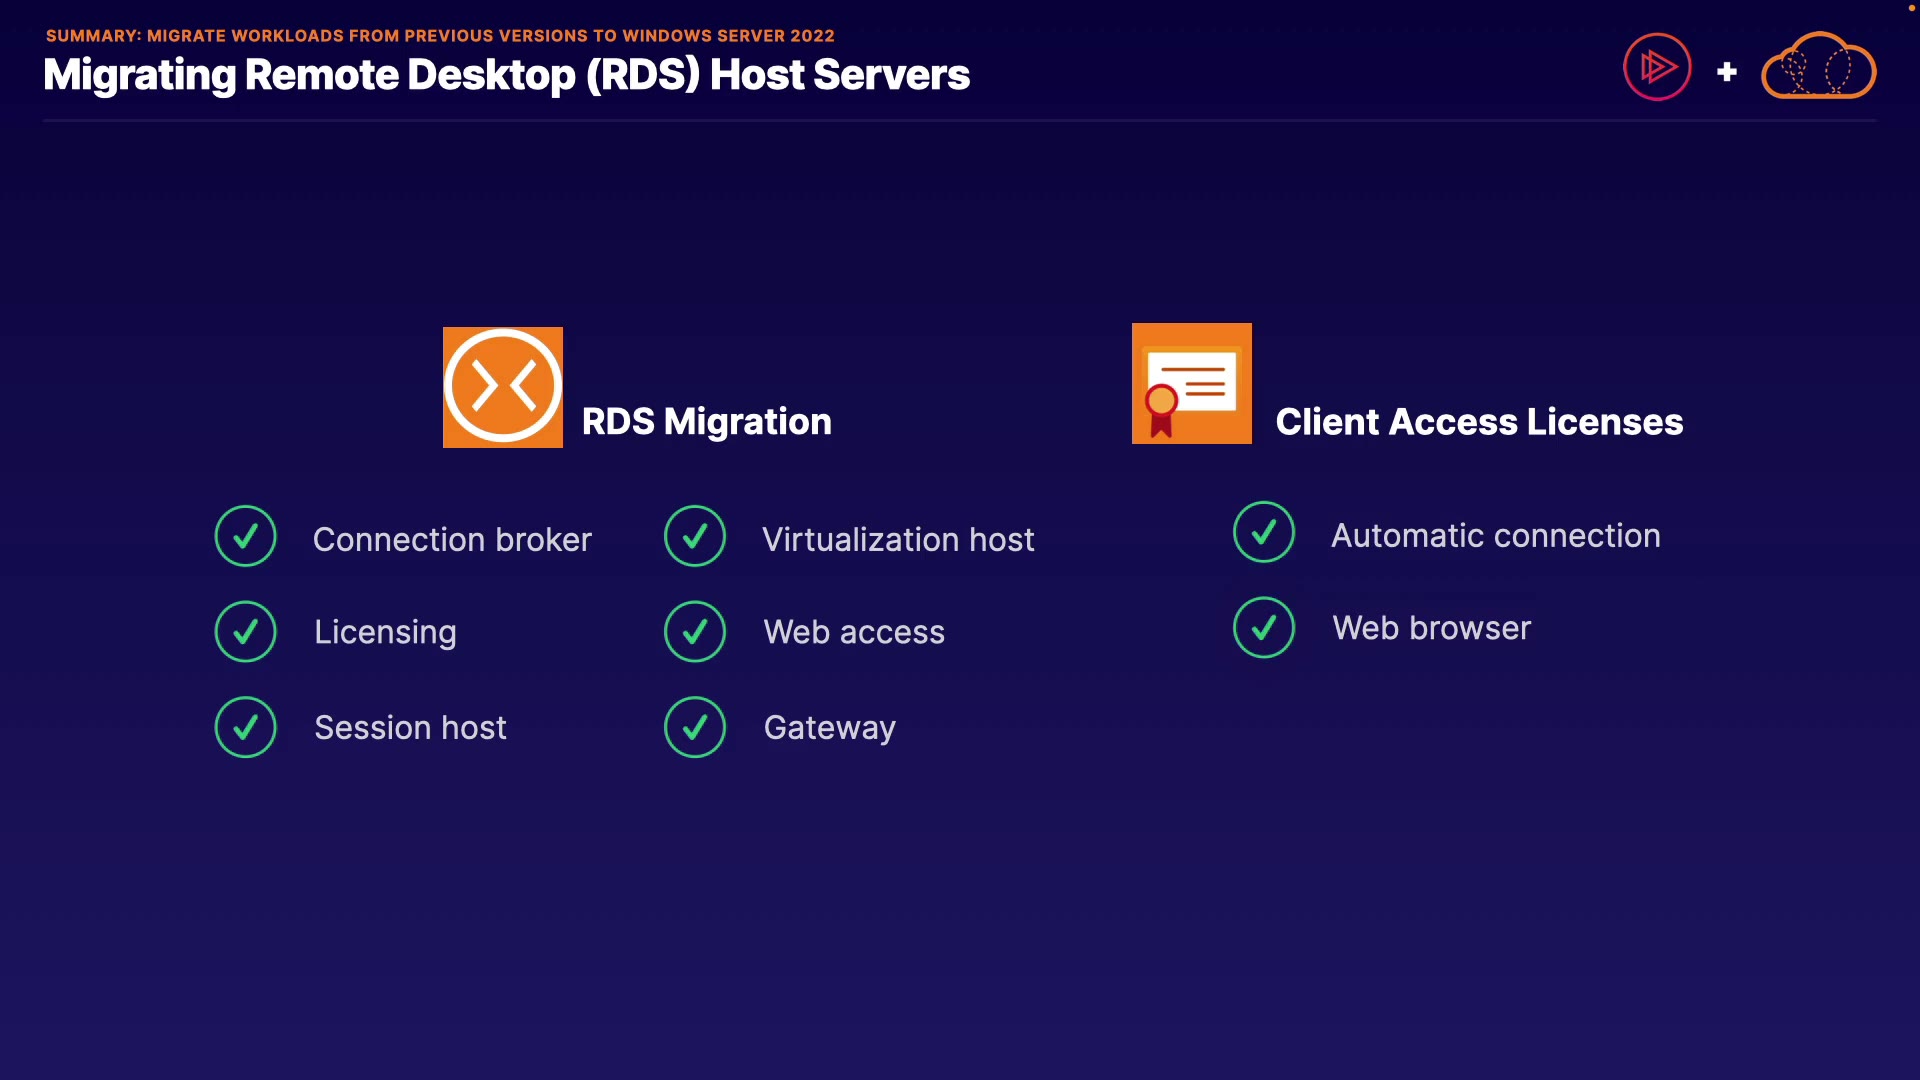 SUMMARY: MIGRATE WORKLOADS FROM PREVIOUS VERSIONS TO WINDOWS SERVER 2022
Migrating Remote Desktop (RDS) Host Servers
+
RDS Migration
Connection broker
Licensing
Session host
Virtualization host
Web access
Gateway
Client Access Licenses
Automatic connection
Web browser